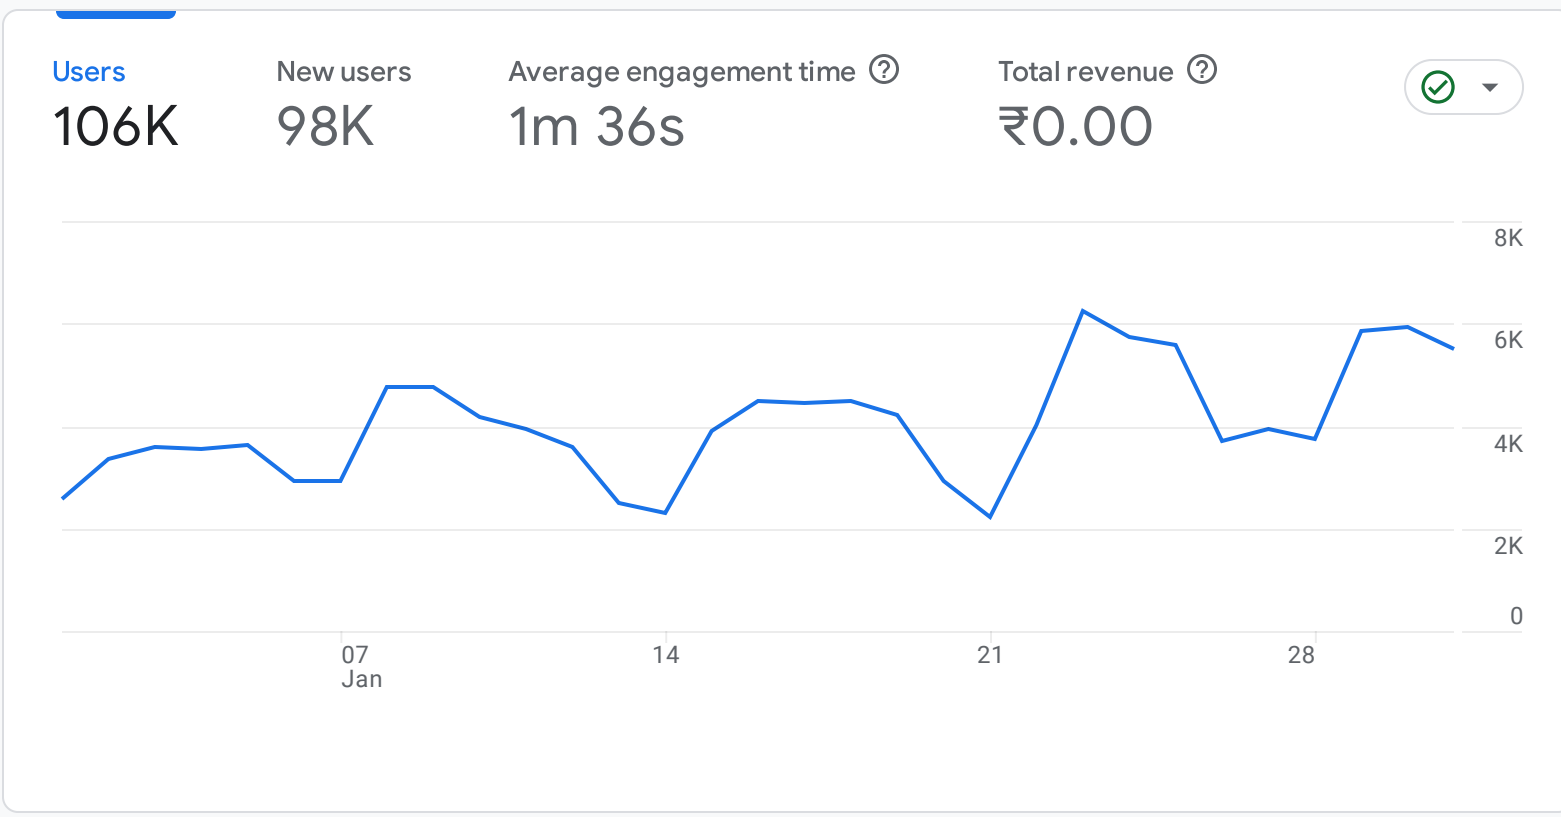 Users
106K
New users
98K
Average engagement time
1m 36s
Total revenue
₹0.00
8K
6K
4K
2K
0
07
Jan
14
21
28